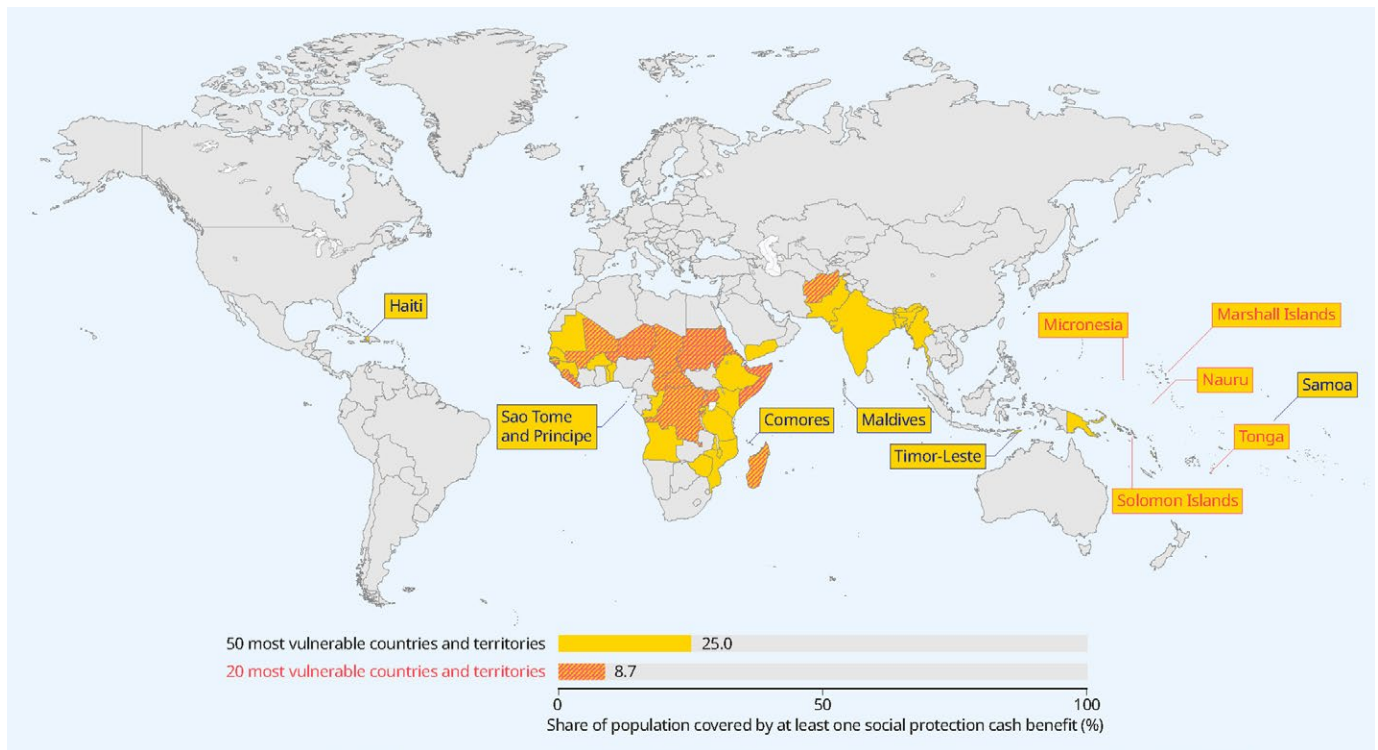 Haiti
Micronesia
Marshall Islands
Nauru
Samoa
Sao Tome
and Principe
Comores
Maldives
Timor-Leste
Tonga
Solomon Islands
50 most vulnerable countries and territories
25.0
20 most vulnerable countries and territories
8.7
0
50
100
Share of population covered by at least one social protection cash benefit (%)